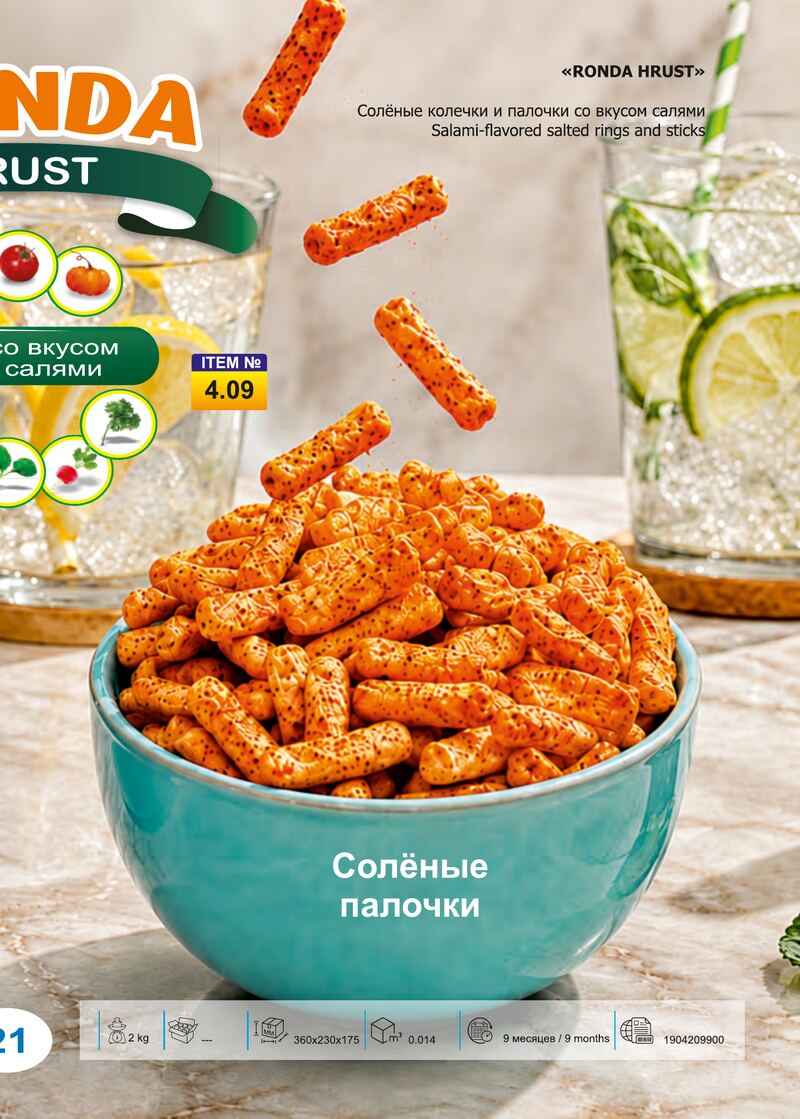 «RONDA HRUST»
Солёные колечки и палочки со вкусом салями
Salami-flavored salted rings and sticks
NDA
RUST
со вкусом
салями
ITEM №
4.09
Солёные
палочки
21
2 kg
---
MM
360x230x175
m³ 0.014
9 месяцев / 9 months
1904209900